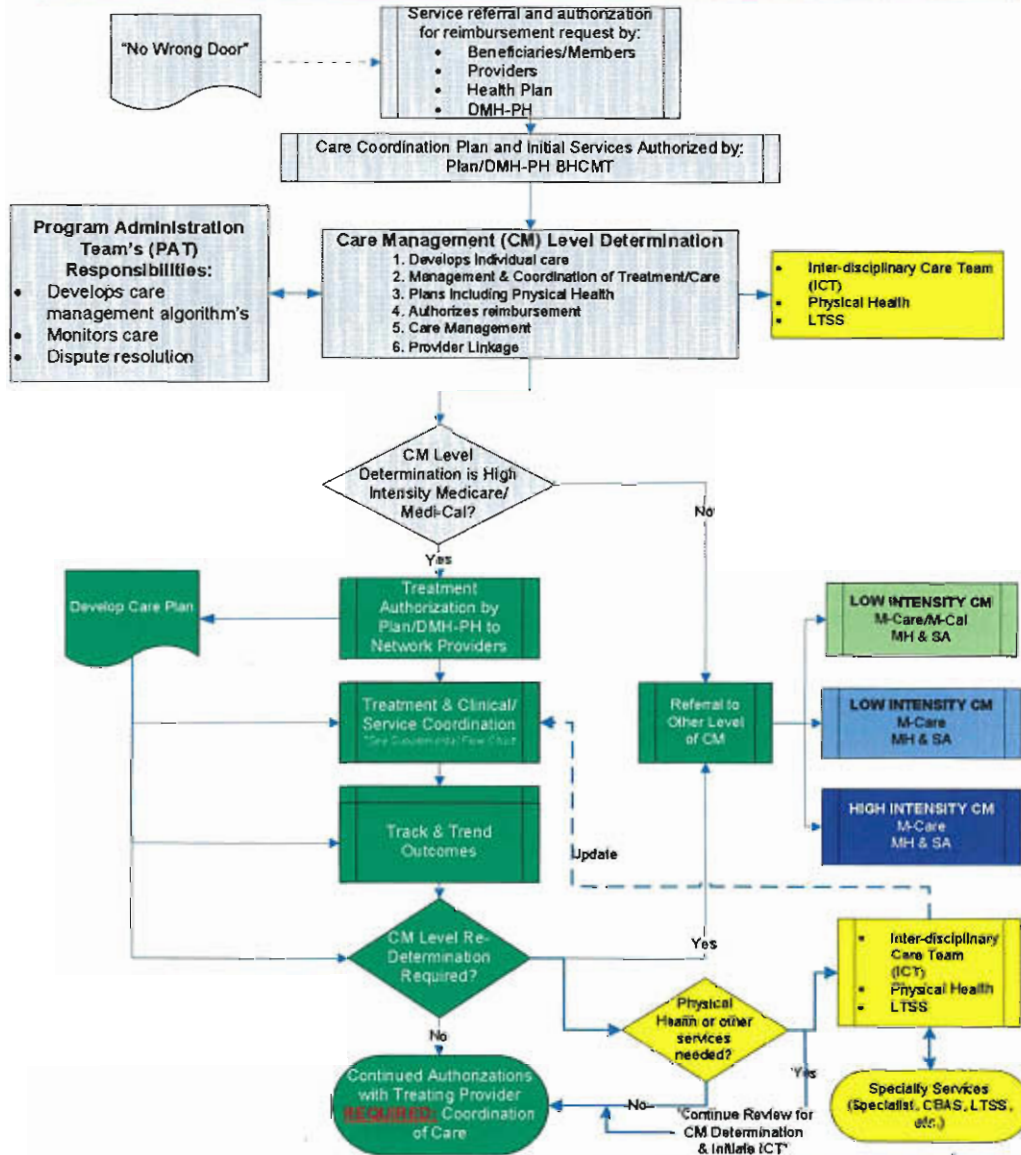 "No Wrong Door"
Service referral and authorization
for reimbursement request by:
• Beneficiaries/Members
• Providers
• Health Plan
• DMH-PH
Care Coordination Plan and Initial Services Authorized by:
Plan/DMH-PH BHCMT
Program Administration
Team's (PAT)
Responsibilities:
• Develops care
management algorithm's
• Monitors care
• Dispute resolution
Care Management (CM) Level Determination
1. Develops Individual care
2. Management & Coordination of Treatment/Care
3. Plans Including Physical Health
4. Authorizes reimbursement
5. Care Management
6. Provider Linkage
• Inter-disciplinary Care Team
(ICT)
• Physical Health
• LTSS
CM Level
Determination is High
Intensity Medicare/
Medi-Cal?
No
Yes
Develop Care Plan
Treatment
Authorization by
Plan/DMH-PH to
Network Providers
Treatment & Clinical/
Service Coordination
Track & Trend
Outcomes
Referral to
Other Level
of CM
LOW INTENSITY CM
M-Care/M-Cal
MH & SA
LOW INTENSITY CM
M-Care
MH & SA
HIGH INTENSITY CM
M-Care
MH & SA
Update
CM Level Re-
Determination
Required?
Yes
No
Physical
Health or other
services
needed?
• Inter-disciplinary
Care Team
(ICT)
• Physical Health
• LTSS
Yes
No
Continued Authorizations
with Treating Provider
REQUIRED: Coordination
of Care
"Continue Review for
CM Determination
& Initiate ICT"
Specialty Services
(Specialist, CBAS, LTSS,
etc.)